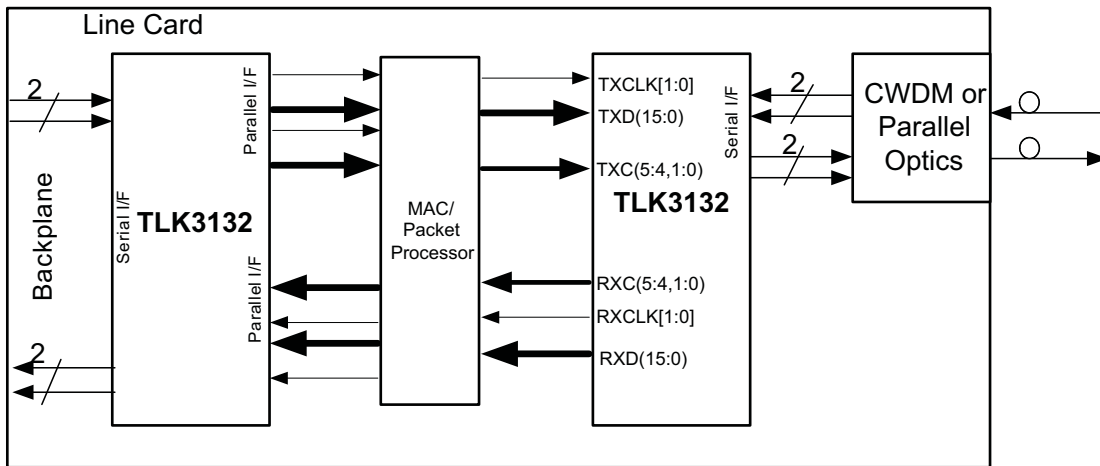 Line Card
2
Backplane
2
Serial I/F
TLK3132
Parallel I/F
Parallel I/F
MAC/
Packet
Processor
TXCLK[1:0]
TXD(15:0)
TXC(5:4,1:0)
TLK3132
RXC(5:4,1:0)
RXCLK[1:0]
RXD(15:0)
Serial I/F
2
2
CWDM or
Parallel
Optics